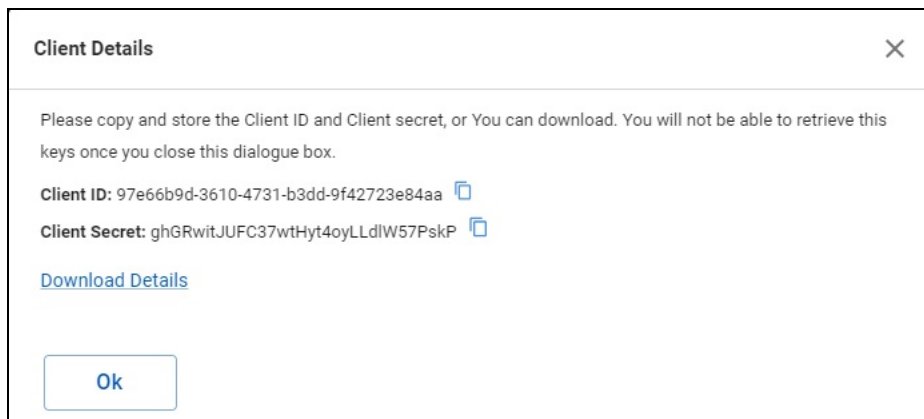 Client Details
Please copy and store the Client ID and Client secret, or You can download. You will not be able to retrieve this
keys once you close this dialogue box.
Client ID: 97e66b9d-3610-4731-b3dd-9f42723e84aa
Client Secret: ghGRwitJUFC37wtHyt4oyLLdlW57PskP
Download Details
Ok